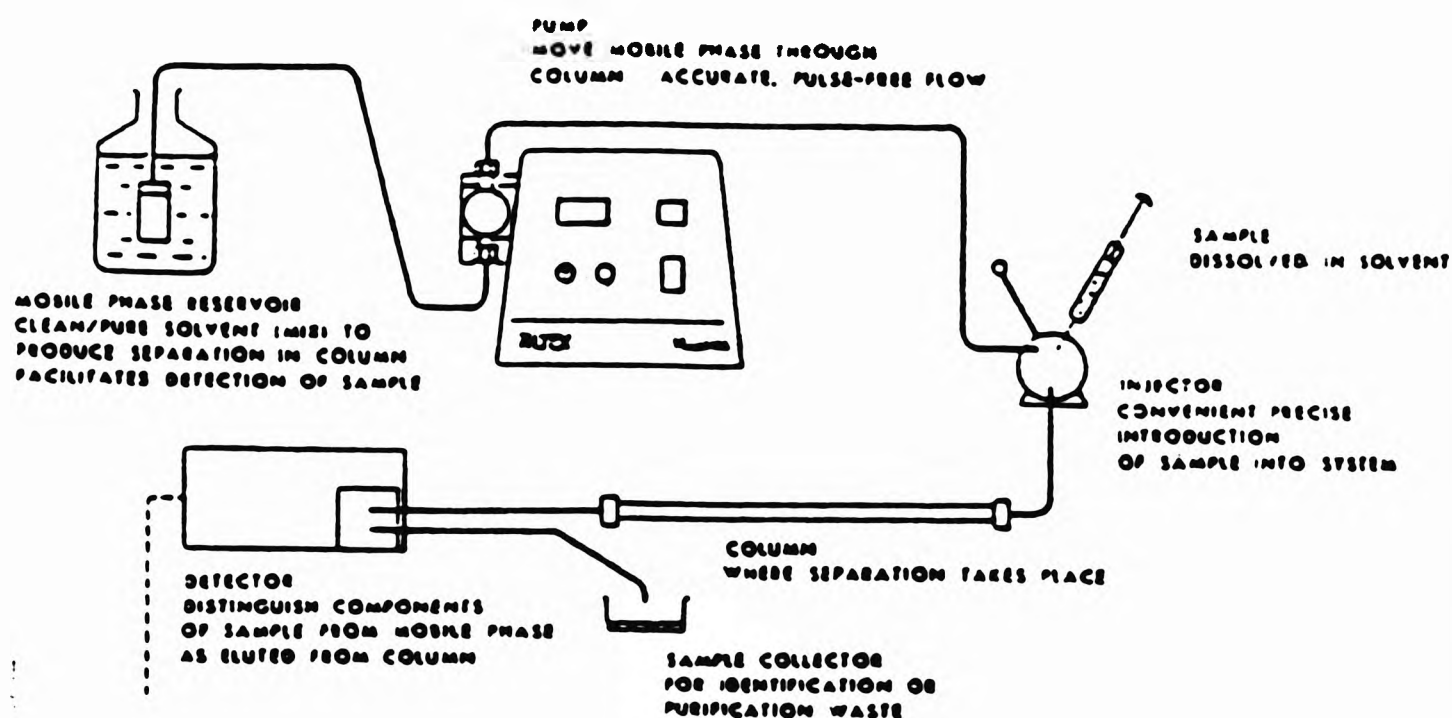 PUMP
MOVE MOBILE PHASE THROUGH
COLUMN ACCURATE. PULSE-FREE FLOW
SAMPLE
DISSOLVED IN SOLVENT
MOBILE PHASE RESERVOIR
CLEAN/PURE SOLVENT (MIX) TO
PRODUCE SEPARATION IN COLUMN
FACILITATES DETECTION OF SAMPLE
INJECTOR
CONVENIENT PRECISE
INTRODUCTION
OF SAMPLE INTO SYSTEM
COLUMN
WHERE SEPARATION TAKES PLACE
DETECTOR
DISTINGUISH COMPONENTS
OF SAMPLE FROM MOBILE PHASE
AS ELUTED FROM COLUMN
SAMPLE COLLECTOR
FOR IDENTIFICATION OR
PURIFICATION WASTE